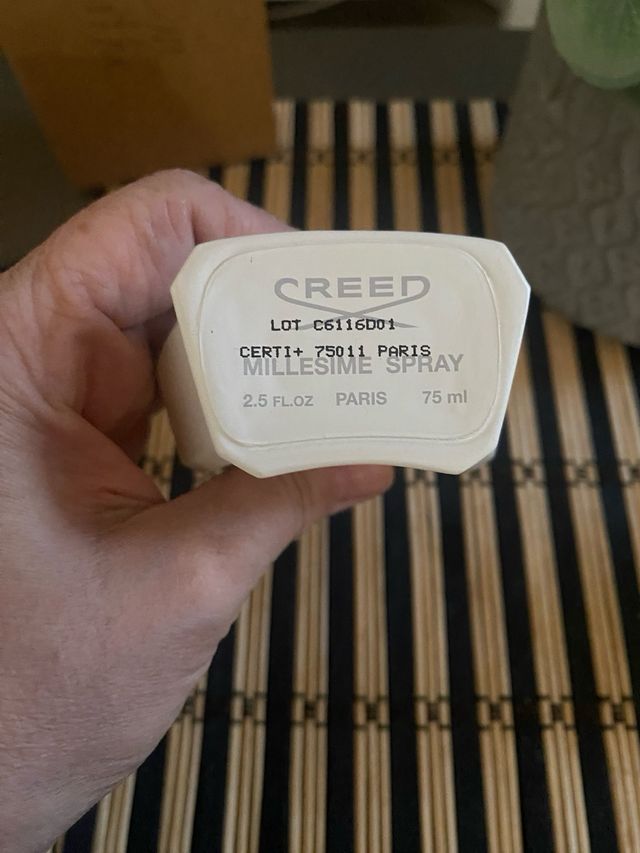 CREED
LOT C6116D01
CERTI+ 75011 PARIS
MILLESIME SPRAY
2.5 FL.OZ PARIS 75 ml